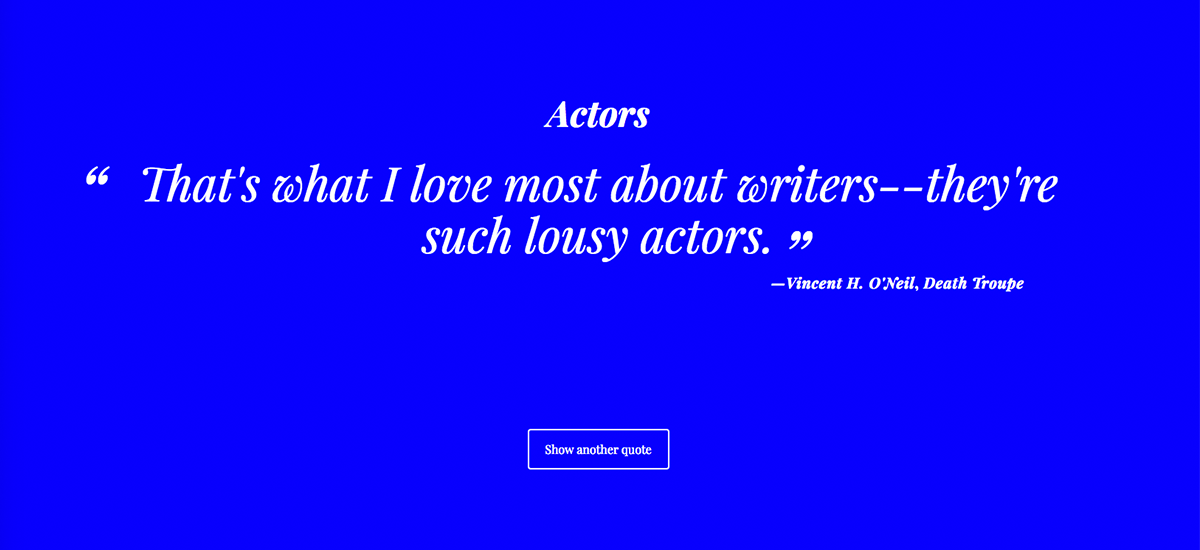 Actors
“ That's what I love most about writers--they're
such lousy actors. ”
—Vincent H. O'Neil, Death Troupe
Show another quote